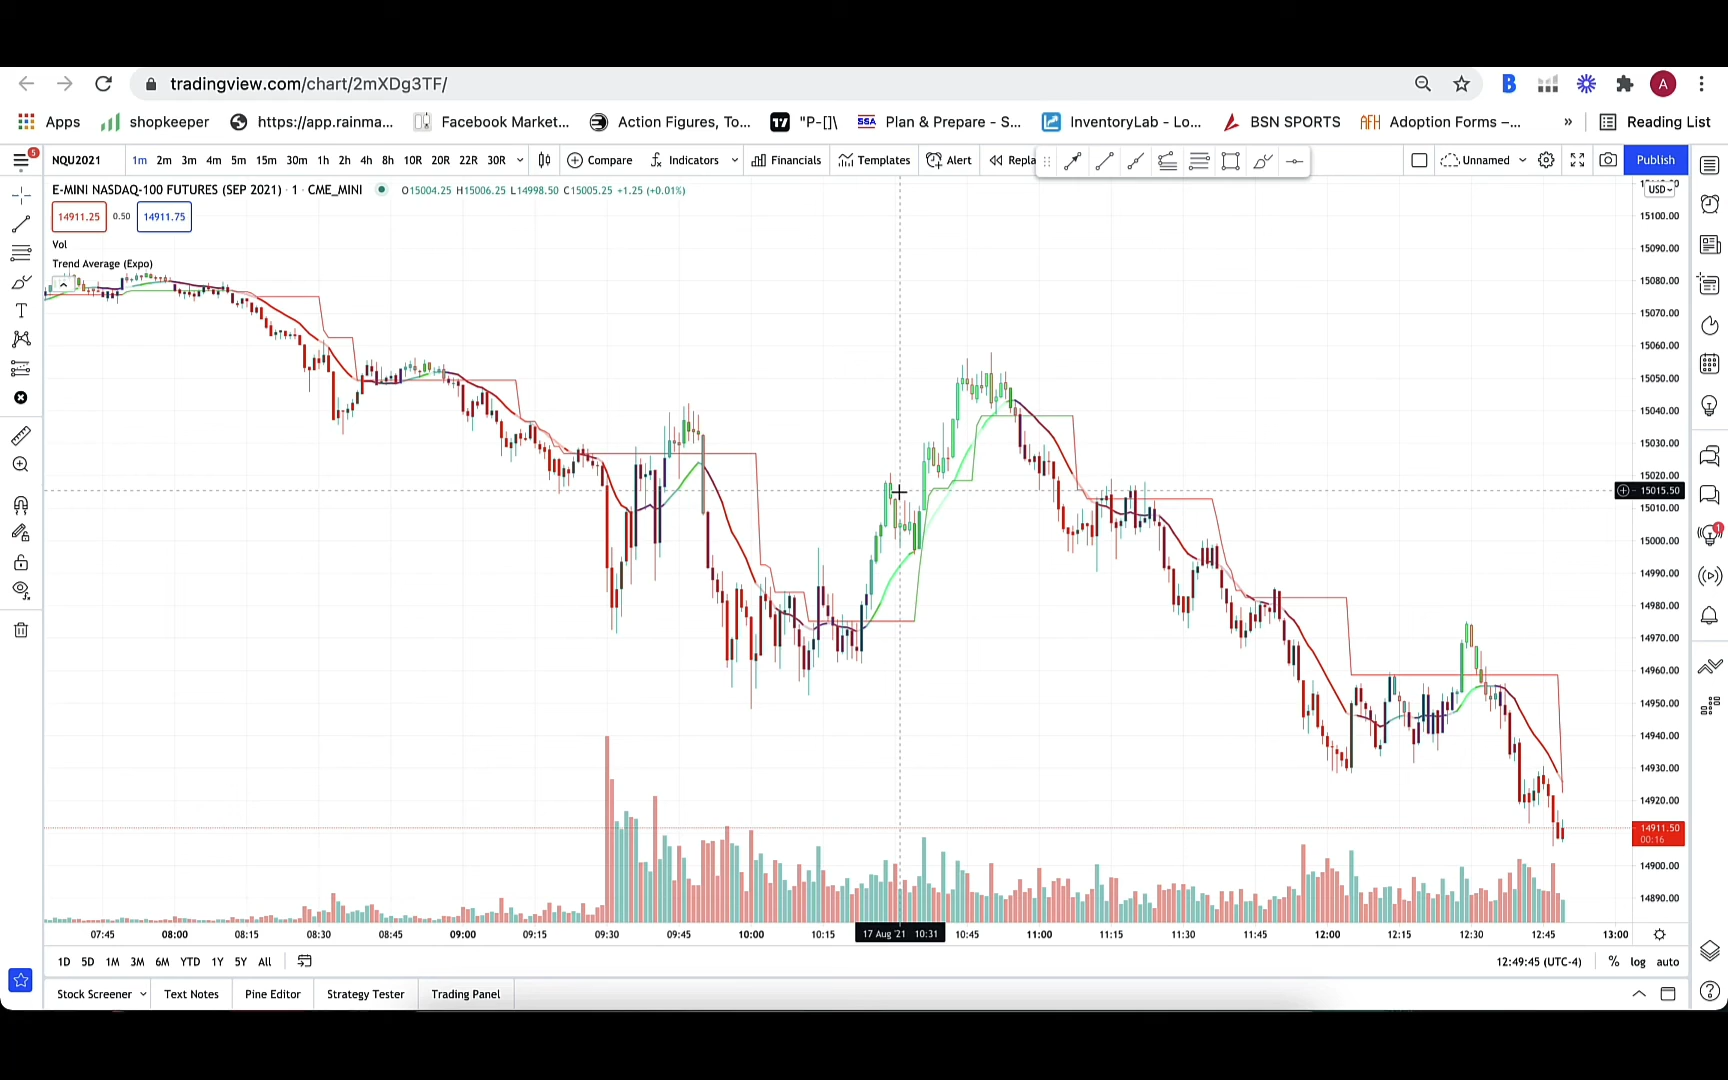 tradingview.com/chart/2mXDg3TF/
A
Apps shopkeeper https://app.rainma... Facebook Market... Action Figures, To... "P-[]\ SSA Plan & Prepare - S... InventoryLab - Lo... BSN SPORTS AFH Adoption Forms –... » Reading List
5 NQU2021 1m 2m 3m 4m 5m 15m 30m 1h 2h 4h 8h 10R 20R 22R 30R Compare Indicators Financials Templates Alert Repla Unnamed Publish
E-MINI NASDAQ-100 FUTURES (SEP 2021) · 1 · CME_MINI O15004.25 H15006.25 L14998.50 C15005.25 +1.25 (+0.01%)
USD
14911.25 0.50 14911.75
15100.00
Vol
15090.00
Trend Average (Expo)
15080.00
15070.00
15060.00
15050.00
15040.00
15030.00
15020.00
15015.50
15010.00
15000.00
1
14990.00
14980.00
14970.00
14960.00
14950.00
14940.00
14930.00
14920.00
14911.50
00:16
14900.00
14890.00
07:45 08:00 08:15 08:30 08:45 09:00 09:15 09:30 09:45 10:00 10:15 17 Aug '21 10:31 10:45 11:00 11:15 11:30 11:45 12:00 12:15 12:30 12:45 13:00
1D 5D 1M 3M 6M YTD 1Y 5Y All 12:49:45 (UTC-4) % log auto
Stock Screener Text Notes Pine Editor Strategy Tester Trading Panel